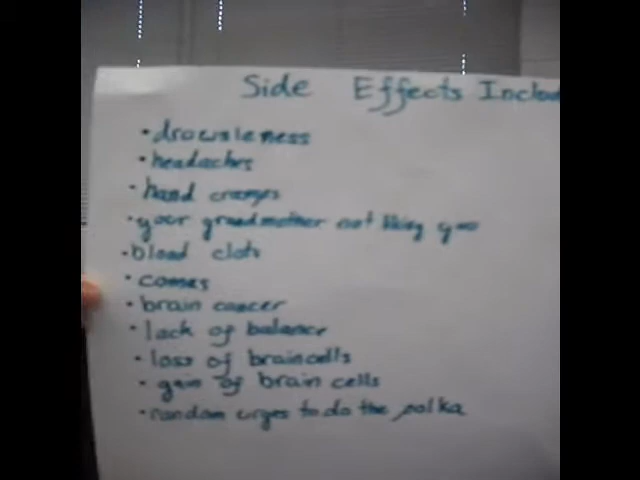 Side Effects Includ
• drowsieness
• headaches
• hand cramps
• your grandmother not liking you
• blood clots
• comas
• brain cancer
• lack of balance
• loss of braincells
• gain of brain cells
• random urges to do the polka